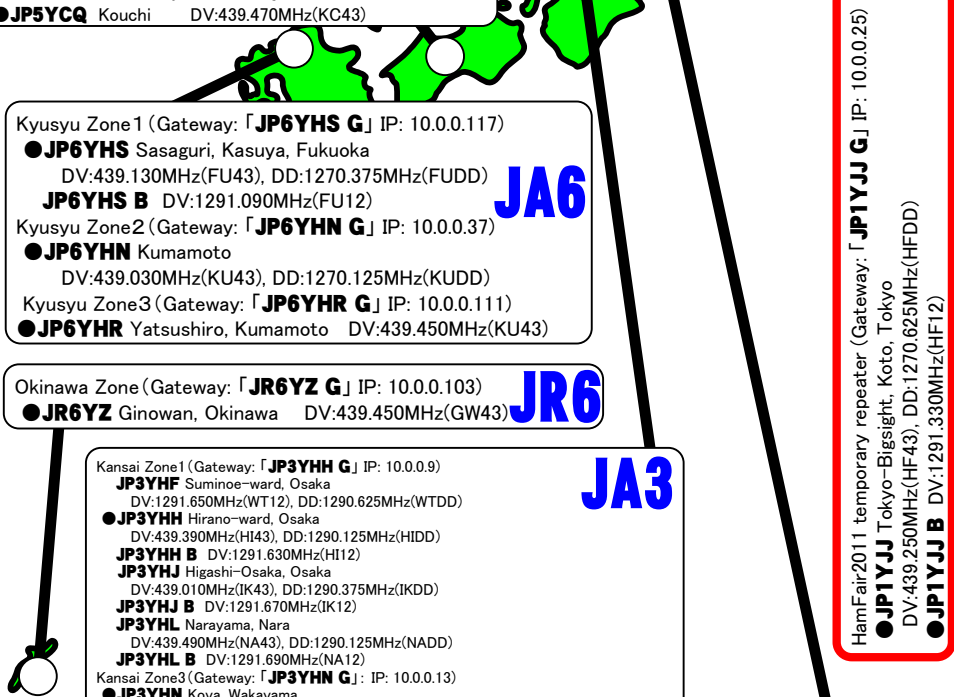 ●JP5YCQ Kouchi DV:439.470MHz(KC43)
Kyusyu Zone1(Gateway:「JP6YHS G」IP: 10.0.0.117)
●JP6YHS Sasaguri, Kasuya, Fukuoka
DV:439.130MHz(FU43), DD:1270.375MHz(FUDD)
JP6YHS B DV:1291.090MHz(FU12)
Kyusyu Zone2(Gateway:「JP6YHN G」IP: 10.0.0.37)
●JP6YHN Kumamoto
DV:439.030MHz(KU43), DD:1270.125MHz(KUDD)
Kyusyu Zone3(Gateway:「JP6YHR G」IP: 10.0.0.111)
●JP6YHR Yatsushiro, Kumamoto DV:439.450MHz(KU43)
JA6
Okinawa Zone(Gateway:「JR6YZ G」IP: 10.0.0.103)
●JR6YZ Ginowan, Okinawa DV:439.450MHz(GW43)
JR6
Kansai Zone1(Gateway:「JP3YHH G」IP: 10.0.0.9)
JP3YHF Suminoe-ward, Osaka
DV:1291.650MHz(WT12), DD:1290.625MHz(WTDD)
●JP3YHH Hirano-ward, Osaka
DV:439.390MHz(HI43), DD:1290.125MHz(HIDD)
JP3YHH B DV:1291.630MHz(HI12)
JP3YHJ Higashi-Osaka, Osaka
DV:439.010MHz(IK43), DD:1290.375MHz(IKDD)
JP3YHJ B DV:1291.670MHz(IK12)
JP3YHL Narayama, Nara
DV:439.490MHz(NA43), DD:1290.125MHz(NADD)
JP3YHL B DV:1291.690MHz(NA12)
Kansai Zone3(Gateway:「JP3YHN G」: IP: 10.0.0.13)
●JP3YHN Koya, Wakayama
JA3
HamFair2011 temporary repeater (Gateway:「JP1YJJ G」IP: 10.0.0.25)
●JP1YJJ Tokyo-Bigsight, Koto, Tokyo
DV:439.250MHz(HF43), DD:1270.625MHz(HFDD)
●JP1YJJ B DV:1291.330MHz(HF12)